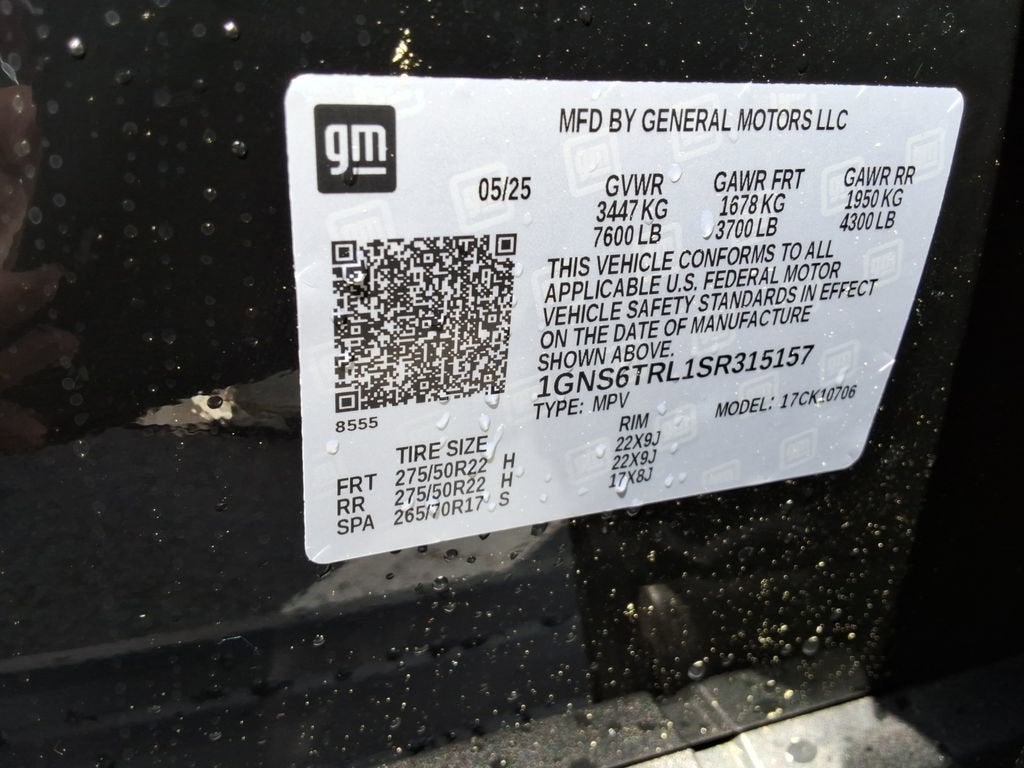 gm
MFD BY GENERAL MOTORS LLC
05/25 GVWR GAWR FRT GAWR RR
3447 KG 1678 KG 1950 KG
7600 LB 3700 LB 4300 LB
THIS VEHICLE CONFORMS TO ALL
APPLICABLE U.S. FEDERAL MOTOR
VEHICLE SAFETY STANDARDS IN EFFECT
ON THE DATE OF MANUFACTURE
SHOWN ABOVE.
1GNS6TRL1SR315157
TYPE: MPV MODEL: 17CK10706
8555
TIRE SIZE RIM
FRT 275/50R22 H 22X9J
RR 275/50R22 H 22X9J
SPA 265/70R17 S 17X8J